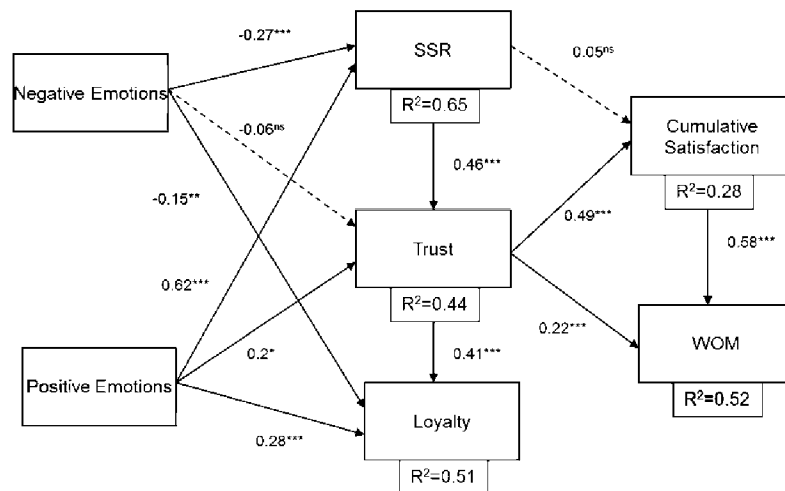 -0.27***
SSR
0.05ⁿˢ
Negative Emotions
R²=0.65
-0.06ⁿˢ
Cumulative
Satisfaction
0.46***
R²=0.28
-0.15**
0.49***
Trust
0.58***
0.62***
R²=0.44
0.22***
WOM
0.2*
0.41***
Positive Emotions
R²=0.52
Loyalty
0.28***
R²=0.51